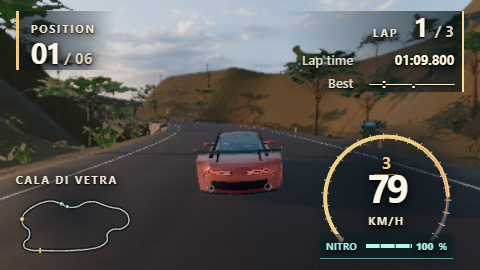 POSITION
01 / 06
LAP 1 / 3
Lap time 01:09.800
Best
CALA DI VETRA
3
79
KM/H
NITRO 100 %